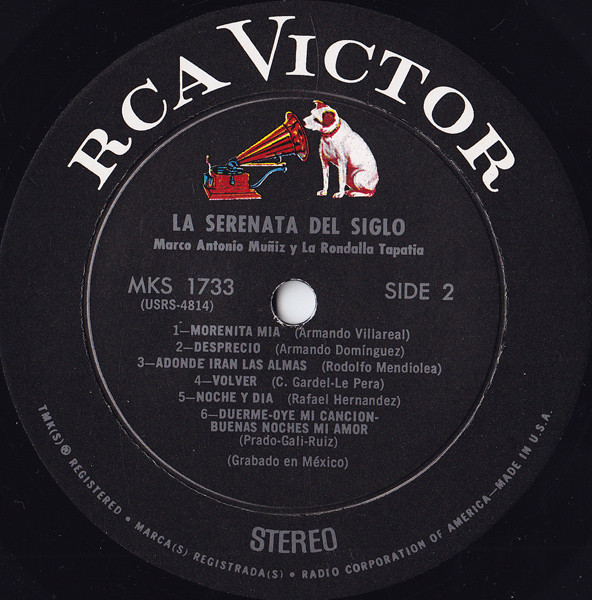 RCA VICTOR
LA SERENATA DEL SIGLO
Marco Antonio Muñiz y La Rondalla Tapatia
MKS 1733
(USRS-4814)
SIDE 2
1—MORENITA MIA (Armando Villareal)
2—DESPRECIO (Armando Domínguez)
3—ADONDE IRAN LAS ALMAS (Rodolfo Mendiolea)
4—VOLVER (C. Gardel-Le Pera)
5—NOCHE Y DIA (Rafael Hernandez)
6—DUERME-OYE MI CANCION-
BUENAS NOCHES MI AMOR
(Prado-Gali-Ruiz)
(Grabado en México)
STEREO
TMK(S) ® REGISTERED • MARCA(S) REGISTRADA(S) • RADIO CORPORATION OF AMERICA—MADE IN U.S.A.